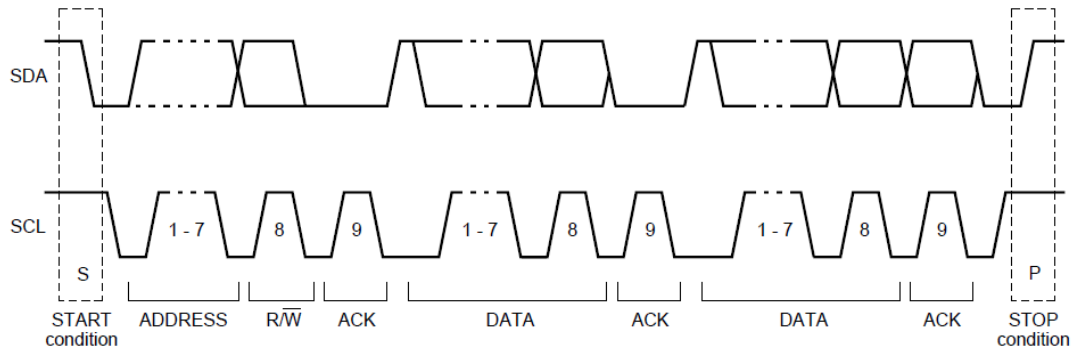 SDA
SCL
1 - 7
8
9
1 - 7
8
9
1 - 7
8
9
S
P
START condition
ADDRESS
R/W̅
ACK
DATA
ACK
DATA
ACK
STOP condition